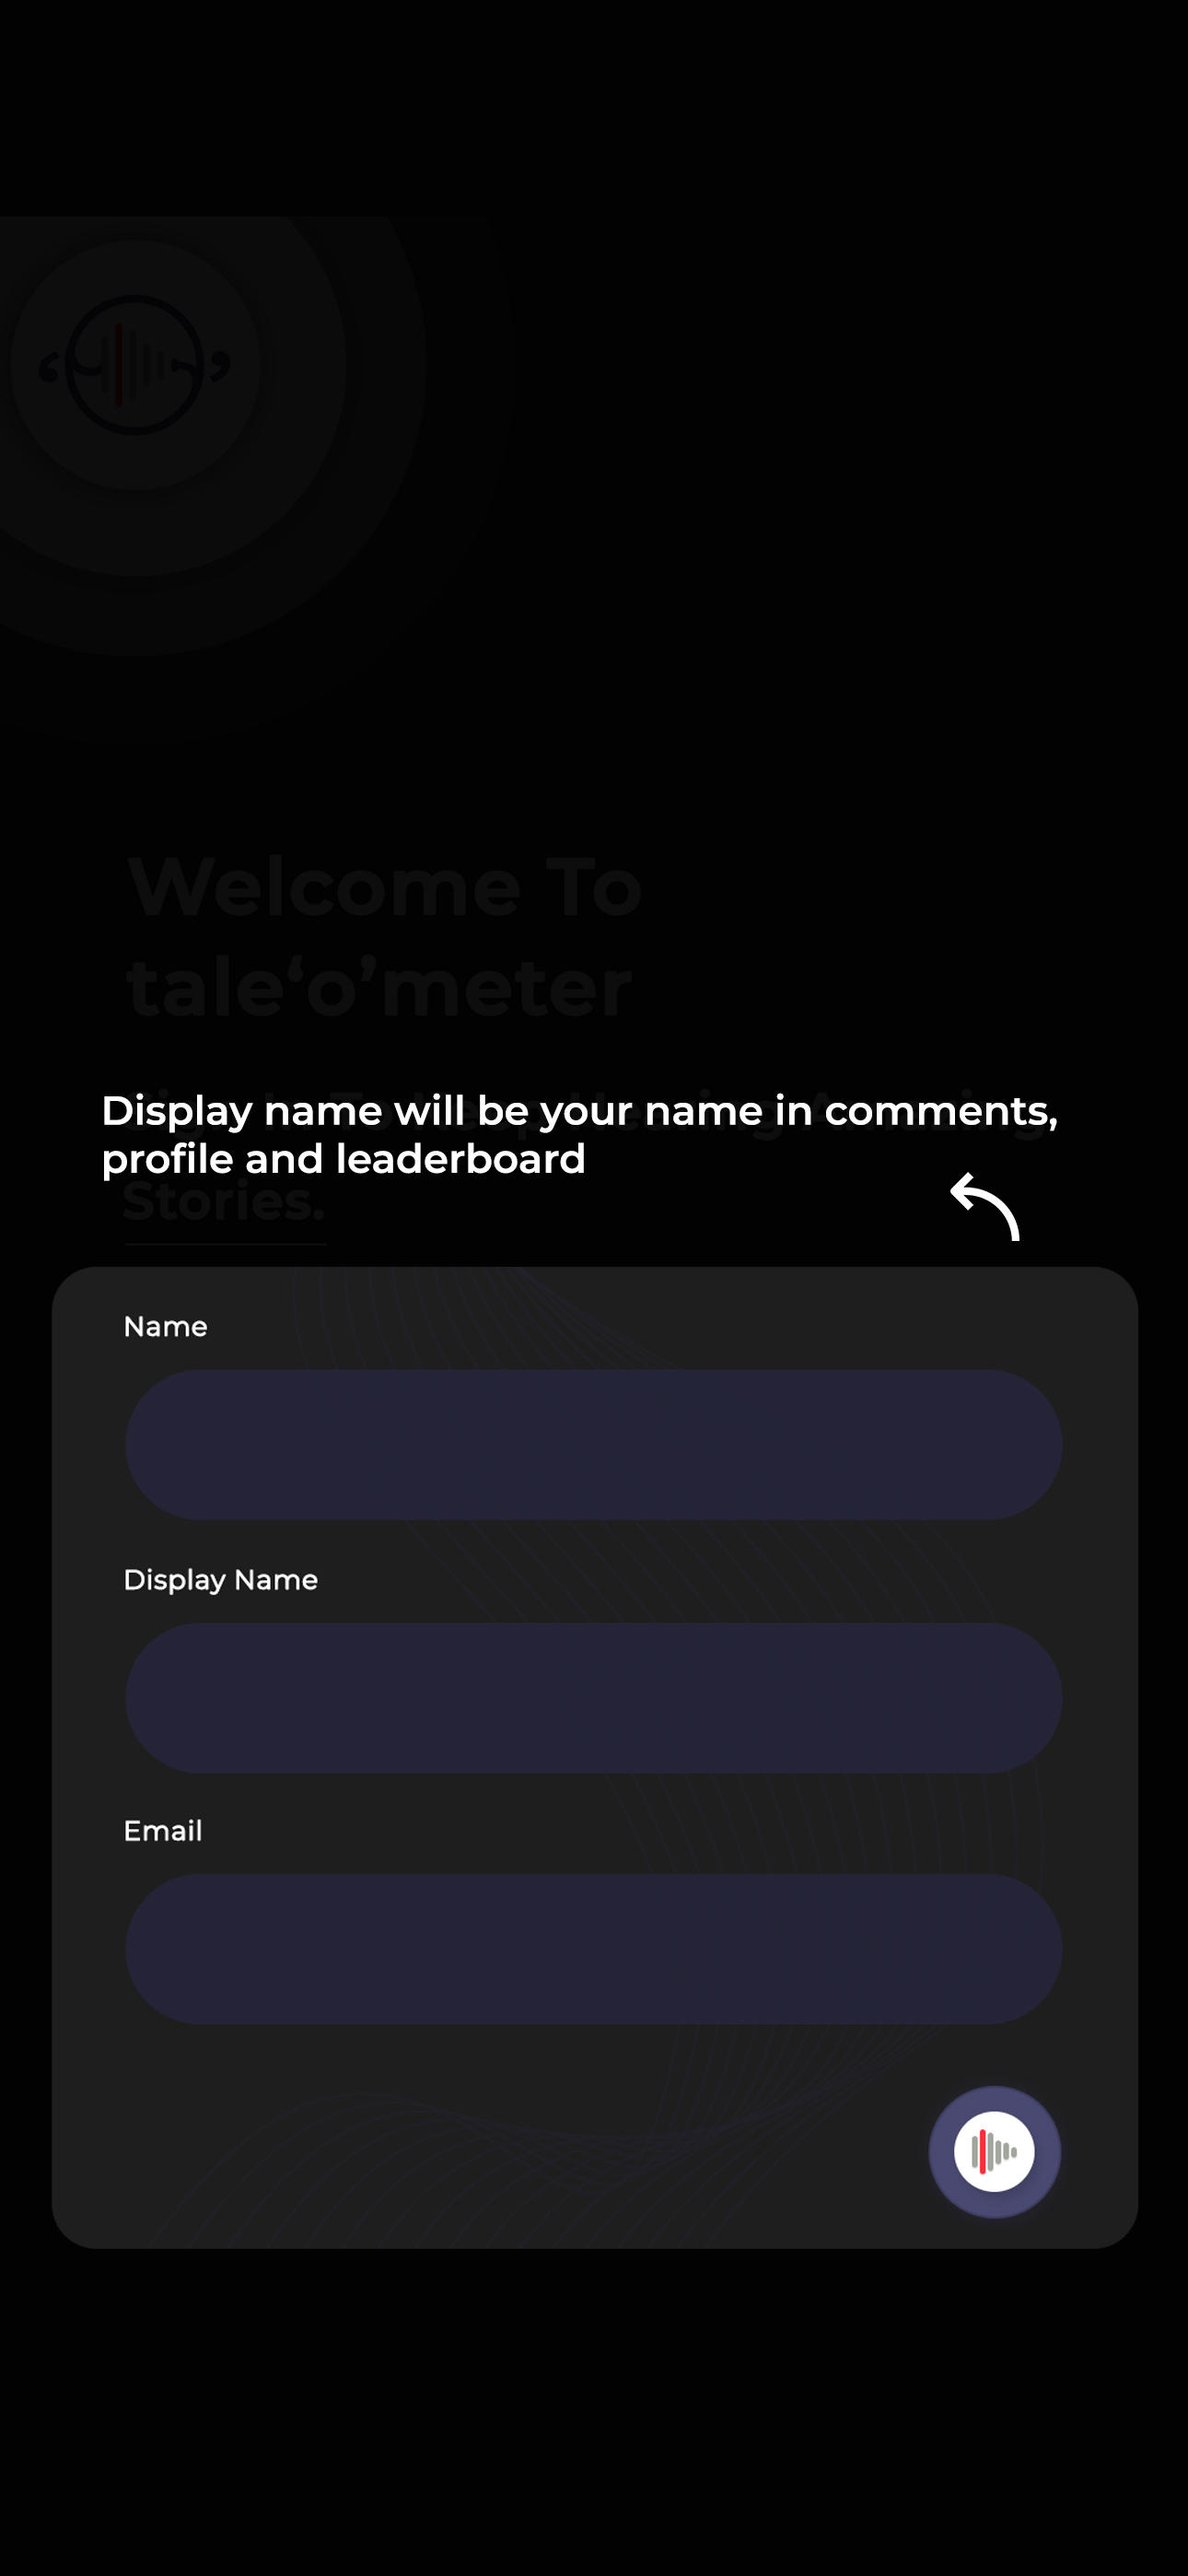 Welcome To
tale‘o’meter
Display name will be your name in comments,
profile and leaderboard
Stories.
Name
Display Name
Email